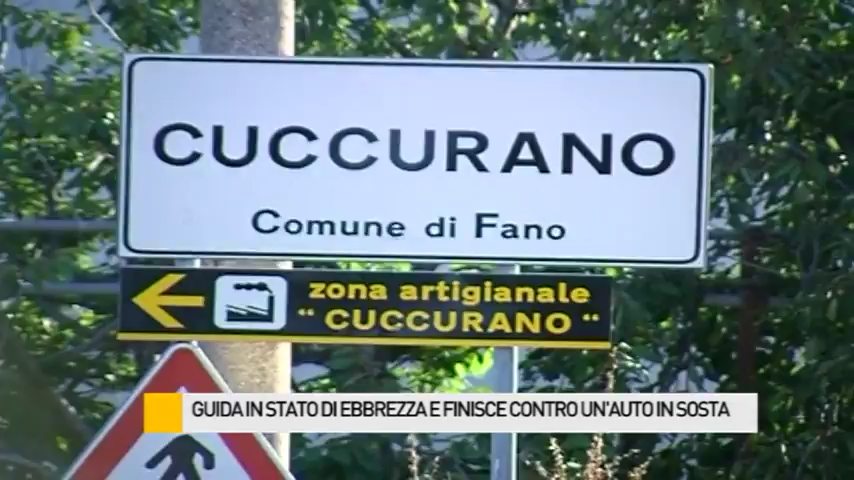 CUCCURANO
Comune di Fano
zona artigianale
" CUCCURANO "
GUIDA IN STATO DI EBBREZZA E FINISCE CONTRO UN'AUTO IN SOSTA